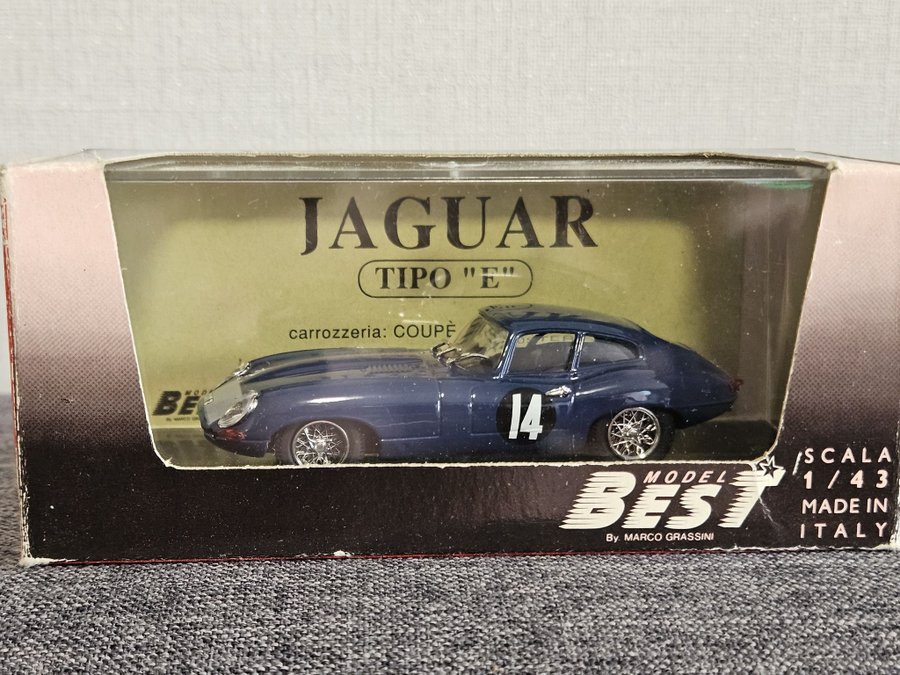 JAGUAR
TIPO "E"
carrozzeria: COUPÈ
MODEL
BEST
By. MARCO GRASSINI
14
SCALA
1/43
MADE IN
ITALY